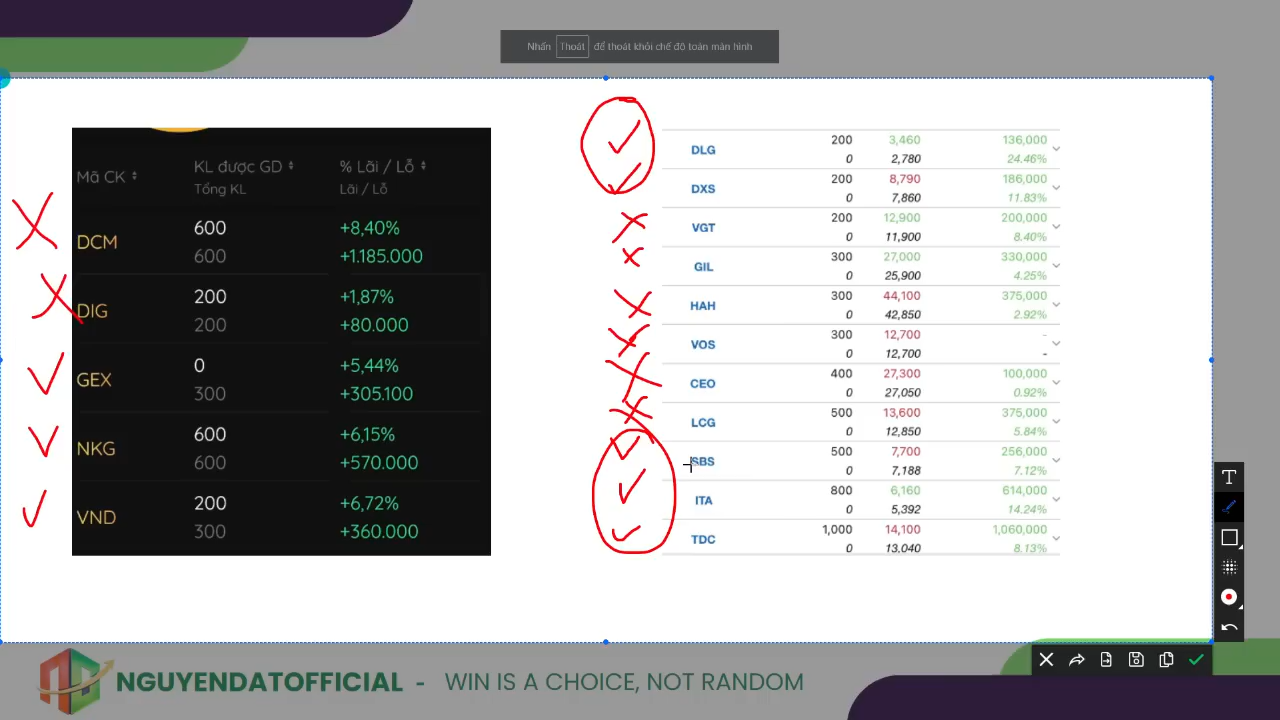 Nhấn Thoát để thoát khỏi chế độ toàn màn hình
Mã CK KL được GD % Lãi / Lỗ
Tổng KL Lãi / Lỗ
DCM 600 +8,40%
600 +1.185.000
DIG 200 +1,87%
200 +80.000
GEX 0 +5,44%
300 +305.100
NKG 600 +6,15%
600 +570.000
VND 200 +6,72%
300 +360.000
DLG 200 3,460 136,000
0 2,780 24.46%
DXS 200 8,790 186,000
0 7,860 11.83%
VGT 200 12,900 200,000
0 11,900 8.40%
GIL 300 27,000 330,000
0 25,900 4.25%
HAH 300 44,100 375,000
0 42,850 2.92%
VOS 300 12,700 -
0 12,700 -
CEO 400 27,300 100,000
0 27,050 0.92%
LCG 500 13,600 375,000
0 12,850 5.84%
SBS 500 7,700 256,000
0 7,188 7.12%
ITA 800 6,160 614,000
0 5,392 14.24%
TDC 1,000 14,100 1,060,000
0 13,040 8.13%
T
NGUYENDATOFFICIAL - WIN IS A CHOICE, NOT RANDOM